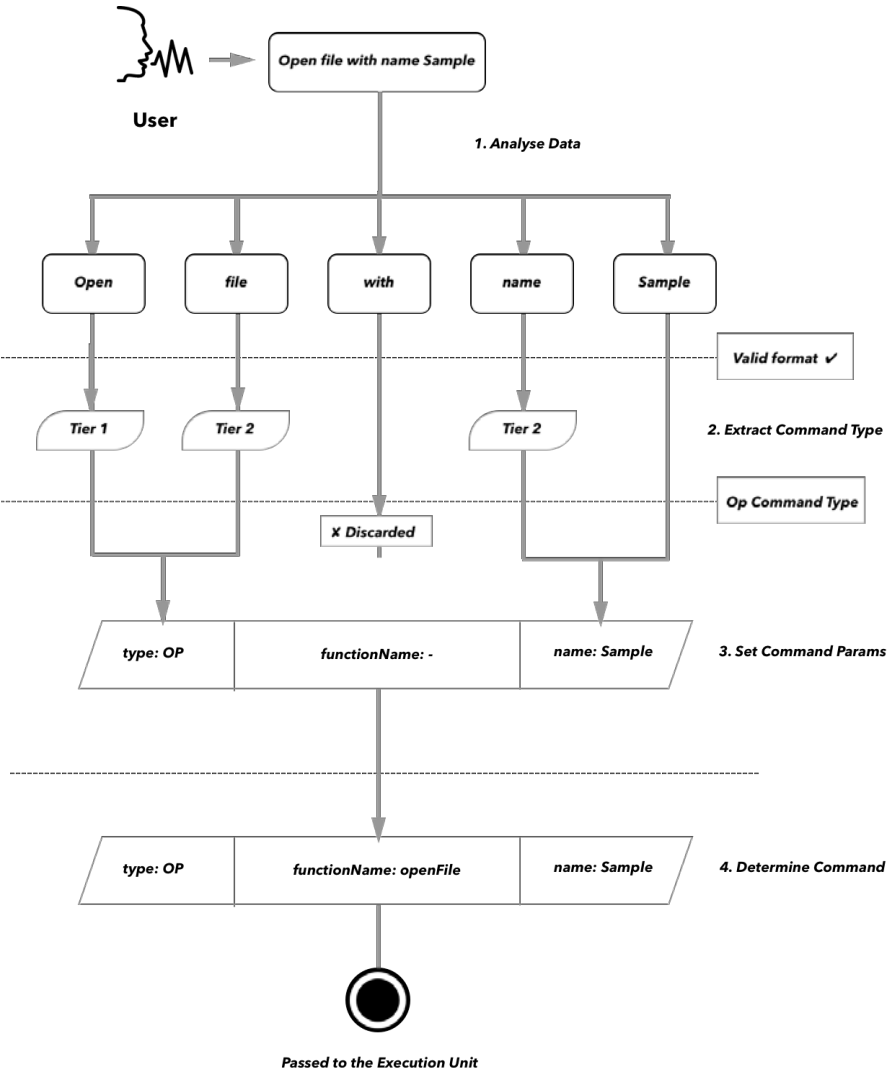 Open file with name Sample
User
1. Analyse Data
Open
file
with
name
Sample
Valid format ✔
Tier 1
Tier 2
Tier 2
2. Extract Command Type
Op Command Type
✘ Discarded
type: OP
functionName: -
name: Sample
3. Set Command Params
type: OP
functionName: openFile
name: Sample
4. Determine Command
Passed to the Execution Unit